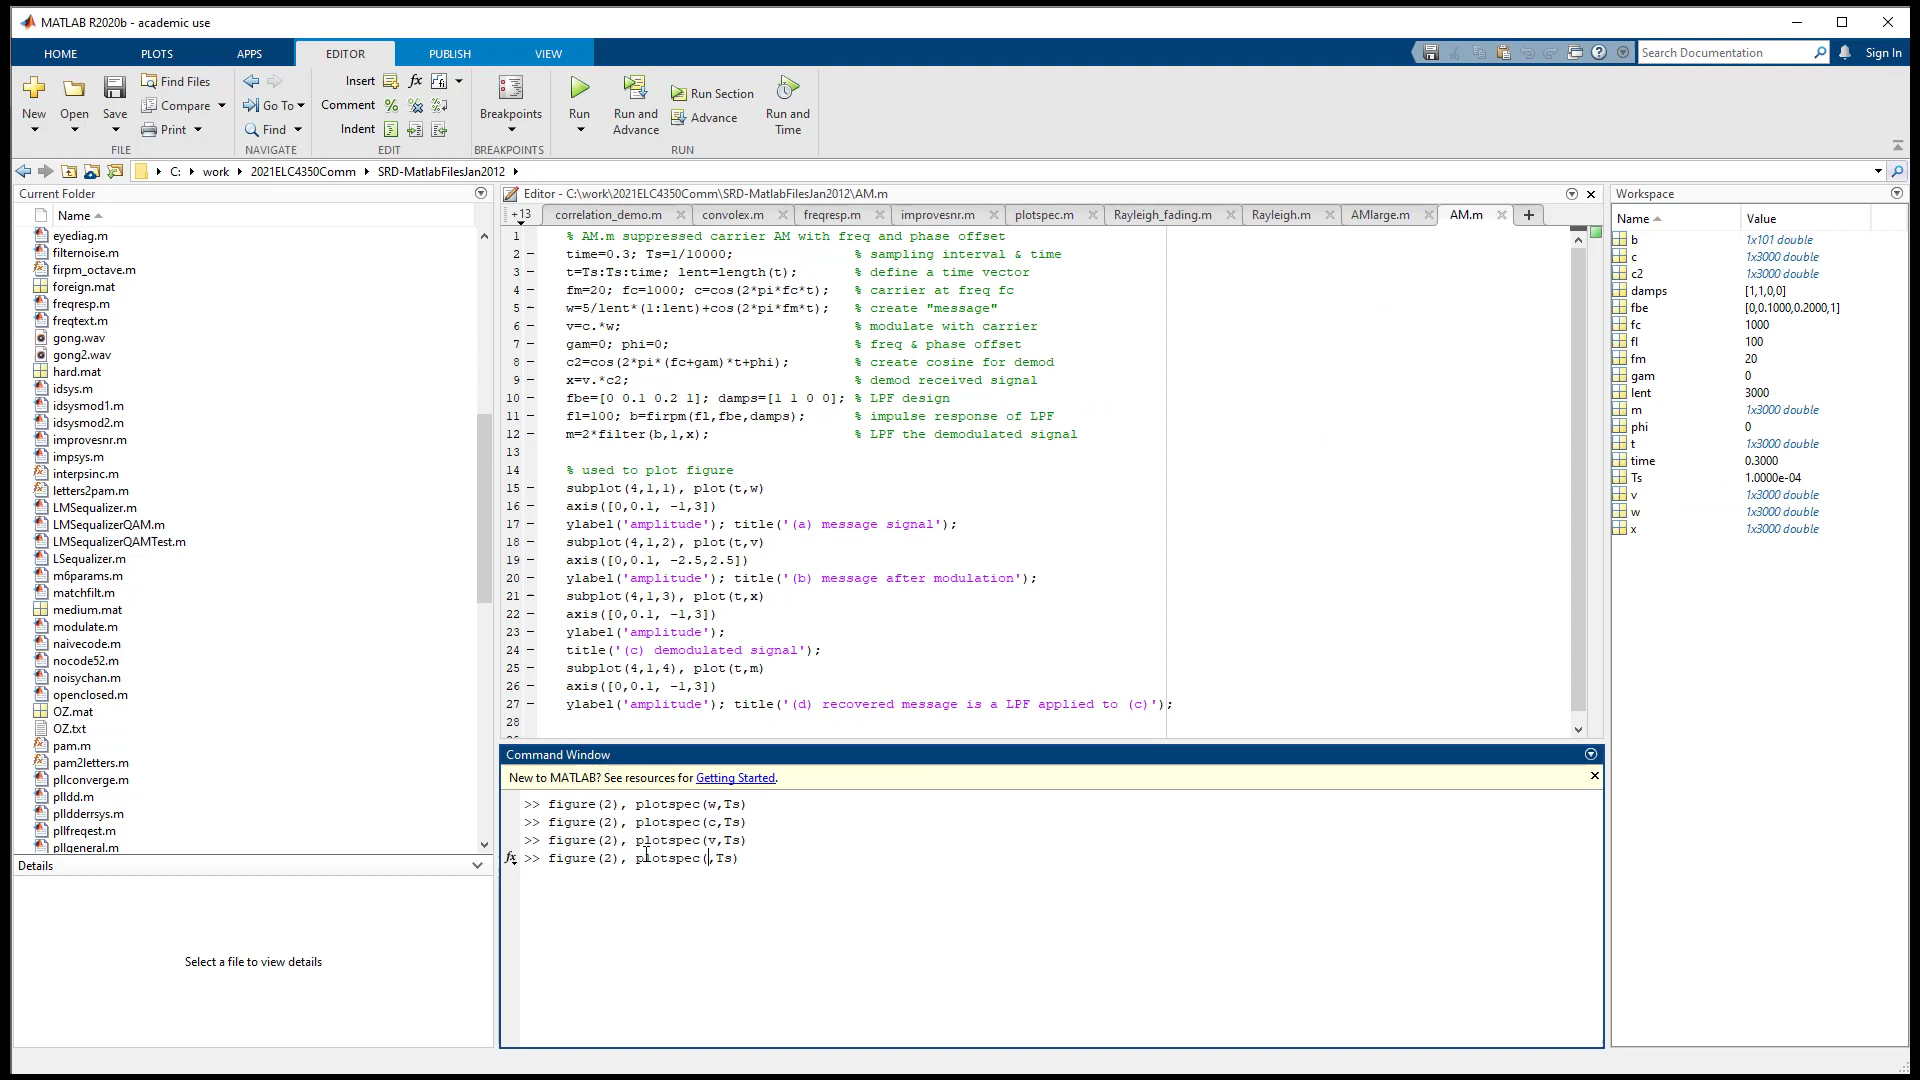 MATLAB R2020b - academic use
HOME PLOTS APPS EDITOR PUBLISH VIEW Search Documentation Sign In
New Open Save Find Files Compare Print Go To Find Insert fx Comment Indent Breakpoints Run Run and Advance Run Section Advance Run and Time
FILE NAVIGATE EDIT BREAKPOINTS RUN
C: work 2021ELC4350Comm SRD-MatlabFilesJan2012
Current Folder
Name
eyediag.m
filternoise.m
firpm_octave.m
foreign.mat
freqresp.m
freqtext.m
gong.wav
gong2.wav
hard.mat
idsys.m
idsysmod1.m
idsysmod2.m
improvesnr.m
impsys.m
interpsinc.m
letters2pam.m
LMSequalizer.m
LMSequalizerQAM.m
LMSequalizerQAMTest.m
LSequalizer.m
m6params.m
matchfilt.m
medium.mat
modulate.m
naivecode.m
nocode52.m
noisychan.m
openclosed.m
OZ.mat
OZ.txt
pam.m
pam2letters.m
pllconverge.m
plldd.m
plldderrsys.m
pllfreqest.m
pllgeneral.m
Details
Select a file to view details
Editor - C:\work\2021ELC4350Comm\SRD-MatlabFilesJan2012\AM.m
+13 correlation_demo.m convolex.m freqresp.m improvesnr.m plotspec.m Rayleigh_fading.m Rayleigh.m AMlarge.m AM.m
1 % AM.m suppressed carrier AM with freq and phase offset
2 - time=0.3; Ts=1/10000; % sampling interval & time
3 - t=Ts:Ts:time; lent=length(t); % define a time vector
4 - fm=20; fc=1000; c=cos(2*pi*fc*t); % carrier at freq fc
5 - w=5/lent*(1:lent)+cos(2*pi*fm*t); % create "message"
6 - v=c.*w; % modulate with carrier
7 - gam=0; phi=0; % freq & phase offset
8 - c2=cos(2*pi*(fc+gam)*t+phi); % create cosine for demod
9 - x=v.*c2; % demod received signal
10 - fbe=[0 0.1 0.2 1]; damps=[1 1 0 0]; % LPF design
11 - fl=100; b=firpm(fl,fbe,damps); % impulse response of LPF
12 - m=2*filter(b,1,x); % LPF the demodulated signal
13
14 % used to plot figure
15 - subplot(4,1,1), plot(t,w)
16 - axis([0,0.1, -1,3])
17 - ylabel('amplitude'); title('(a) message signal');
18 - subplot(4,1,2), plot(t,v)
19 - axis([0,0.1, -2.5,2.5])
20 - ylabel('amplitude'); title('(b) message after modulation');
21 - subplot(4,1,3), plot(t,x)
22 - axis([0,0.1, -1,3])
23 - ylabel('amplitude');
24 - title('(c) demodulated signal');
25 - subplot(4,1,4), plot(t,m)
26 - axis([0,0.1, -1,3])
27 - ylabel('amplitude'); title('(d) recovered message is a LPF applied to (c)');
28
Command Window
New to MATLAB? See resources for Getting Started.
>> figure(2), plotspec(w,Ts)
>> figure(2), plotspec(c,Ts)
>> figure(2), plotspec(v,Ts)
fx >> figure(2), plotspec(,Ts)
Workspace
Name Value
b 1x101 double
c 1x3000 double
c2 1x3000 double
damps [1,1,0,0]
fbe [0,0.1000,0.2000,1]
fc 1000
fl 100
fm 20
gam 0
lent 3000
m 1x3000 double
phi 0
t 1x3000 double
time 0.3000
Ts 1.0000e-04
v 1x3000 double
w 1x3000 double
x 1x3000 double